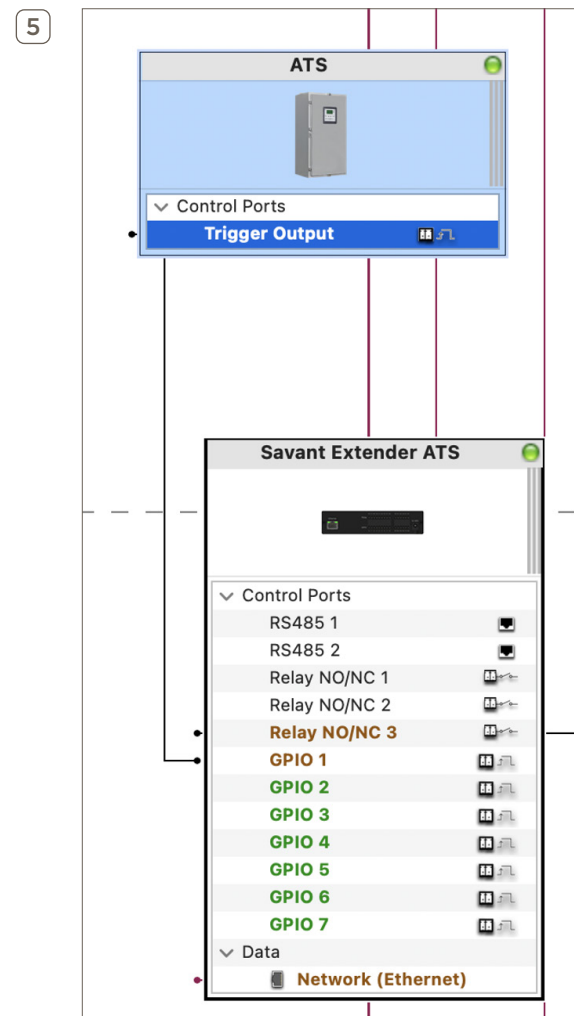 5
ATS
Control Ports
Trigger Output
Savant Extender ATS
Control Ports
RS485 1
RS485 2
Relay NO/NC 1
Relay NO/NC 2
Relay NO/NC 3
GPIO 1
GPIO 2
GPIO 3
GPIO 4
GPIO 5
GPIO 6
GPIO 7
Data
Network (Ethernet)